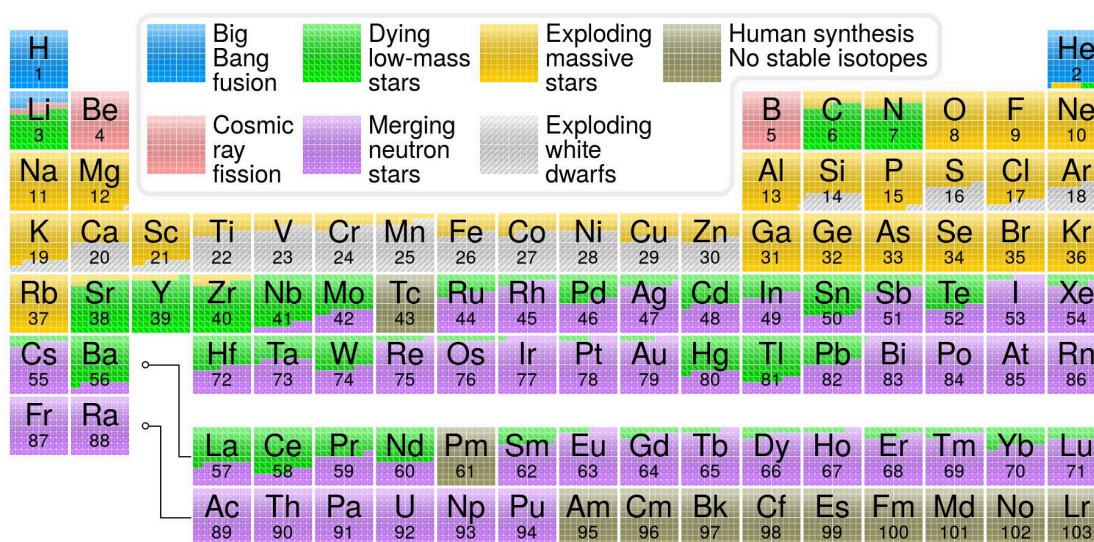 Big
Bang
fusion
Dying
low-mass
stars
Exploding
massive
stars
Human synthesis
No stable isotopes
Cosmic
ray
fission
Merging
neutron
stars
Exploding
white
dwarfs
H He
1 2
Li Be B C N O F Ne
3 4 5 6 7 8 9 10
Na Mg Al Si P S Cl Ar
11 12 13 14 15 16 17 18
K Ca Sc Ti V Cr Mn Fe Co Ni Cu Zn Ga Ge As Se Br Kr
19 20 21 22 23 24 25 26 27 28 29 30 31 32 33 34 35 36
Rb Sr Y Zr Nb Mo Tc Ru Rh Pd Ag Cd In Sn Sb Te I Xe
37 38 39 40 41 42 43 44 45 46 47 48 49 50 51 52 53 54
Cs Ba Hf Ta W Re Os Ir Pt Au Hg Tl Pb Bi Po At Rn
55 56 72 73 74 75 76 77 78 79 80 81 82 83 84 85 86
Fr Ra
87 88
La Ce Pr Nd Pm Sm Eu Gd Tb Dy Ho Er Tm Yb Lu
57 58 59 60 61 62 63 64 65 66 67 68 69 70 71
Ac Th Pa U Np Pu Am Cm Bk Cf Es Fm Md No Lr
89 90 91 92 93 94 95 96 97 98 99 100 101 102 103